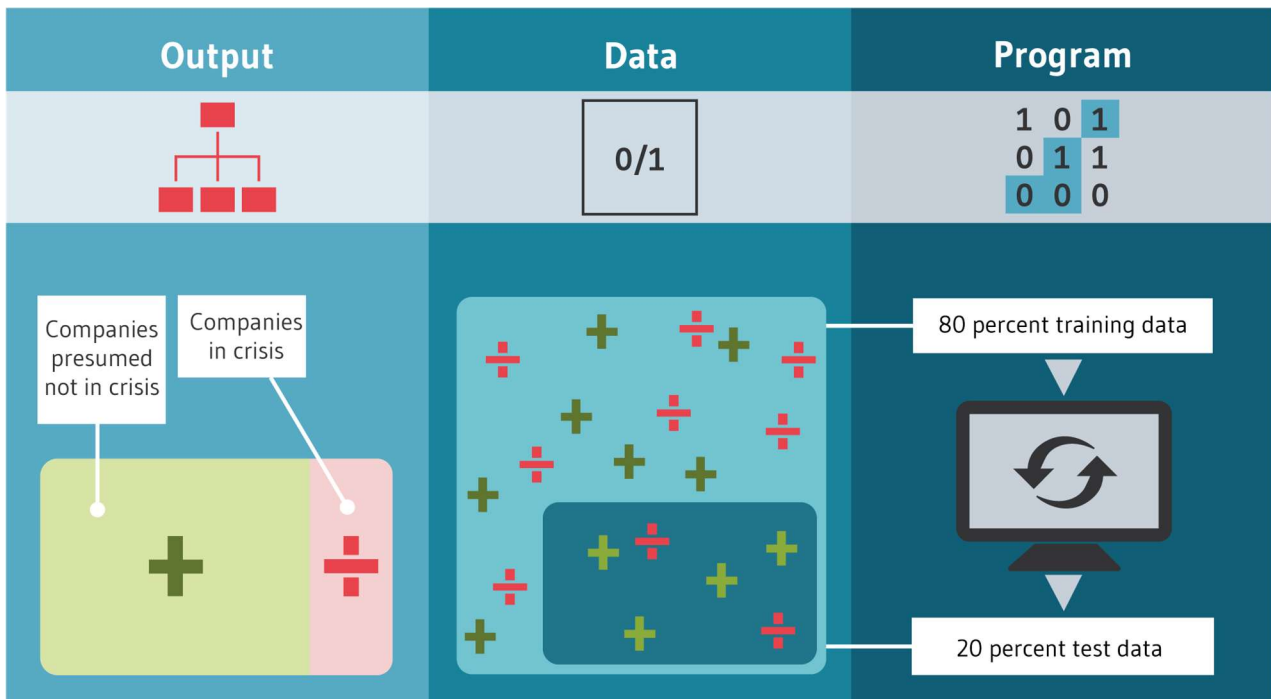 Output
Data
Program
0/1
1 0 1
0 1 1
0 0 0
Companies
presumed
not in crisis
Companies
in crisis
80 percent training data
20 percent test data